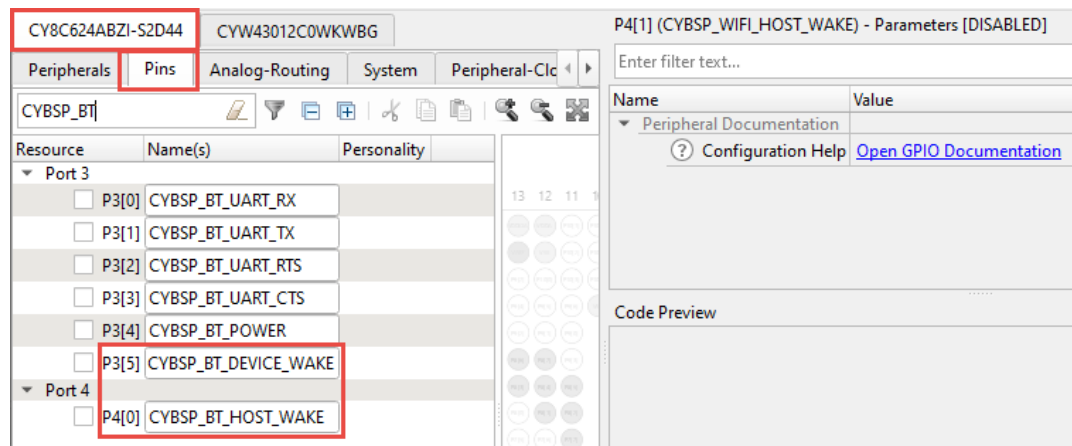 CY8C624ABZI-S2D44 CYW43012C0WKWBG
Peripherals Pins Analog-Routing System Peripheral-Clc
CYBSP_BT
Resource Name(s) Personality
Port 3
P3[0] CYBSP_BT_UART_RX
P3[1] CYBSP_BT_UART_TX
P3[2] CYBSP_BT_UART_RTS
P3[3] CYBSP_BT_UART_CTS
P3[4] CYBSP_BT_POWER
P3[5] CYBSP_BT_DEVICE_WAKE
Port 4
P4[0] CYBSP_BT_HOST_WAKE
13 12 11
P4[1] (CYBSP_WIFI_HOST_WAKE) - Parameters [DISABLED]
Enter filter text...
Name Value
Peripheral Documentation
? Configuration Help Open GPIO Documentation
Code Preview